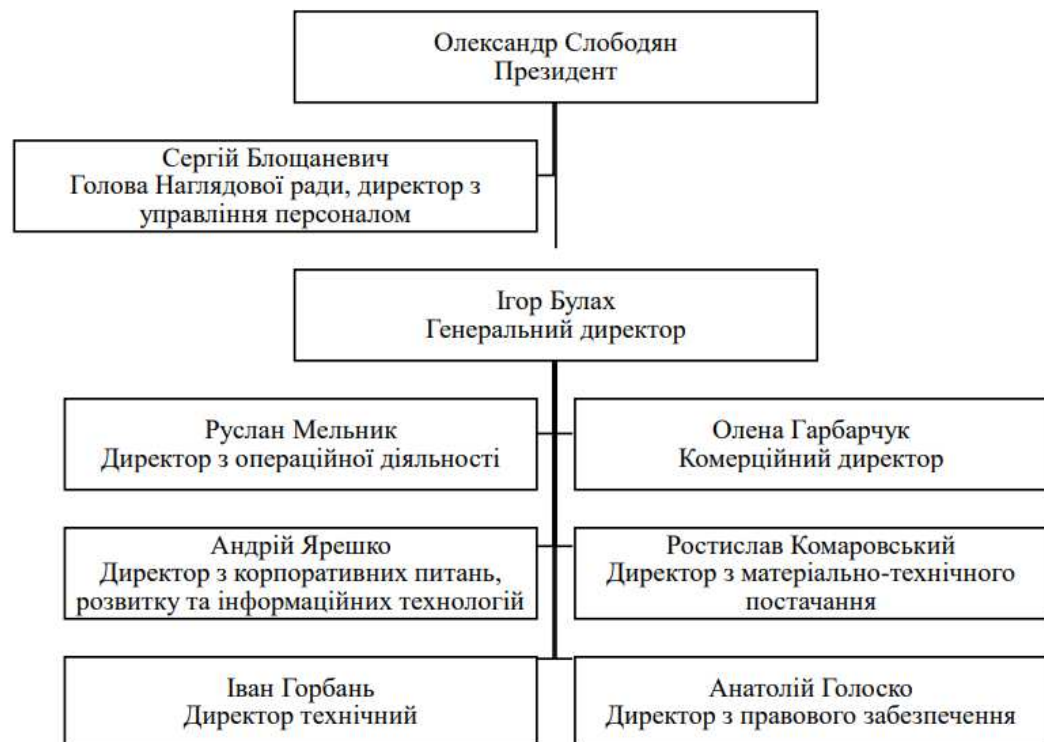 Олександр Слободян
Президент
Сергій Блощаневич
Голова Наглядової ради, директор з
управління персоналом
Ігор Булах
Генеральний директор
Руслан Мельник
Директор з операційної діяльності
Олена Гарбарчук
Комерційний директор
Андрій Ярешко
Директор з корпоративних питань,
розвитку та інформаційних технологій
Ростислав Комаровський
Директор з матеріально-технічного
постачання
Іван Горбань
Директор технічний
Анатолій Голоско
Директор з правового забезпечення